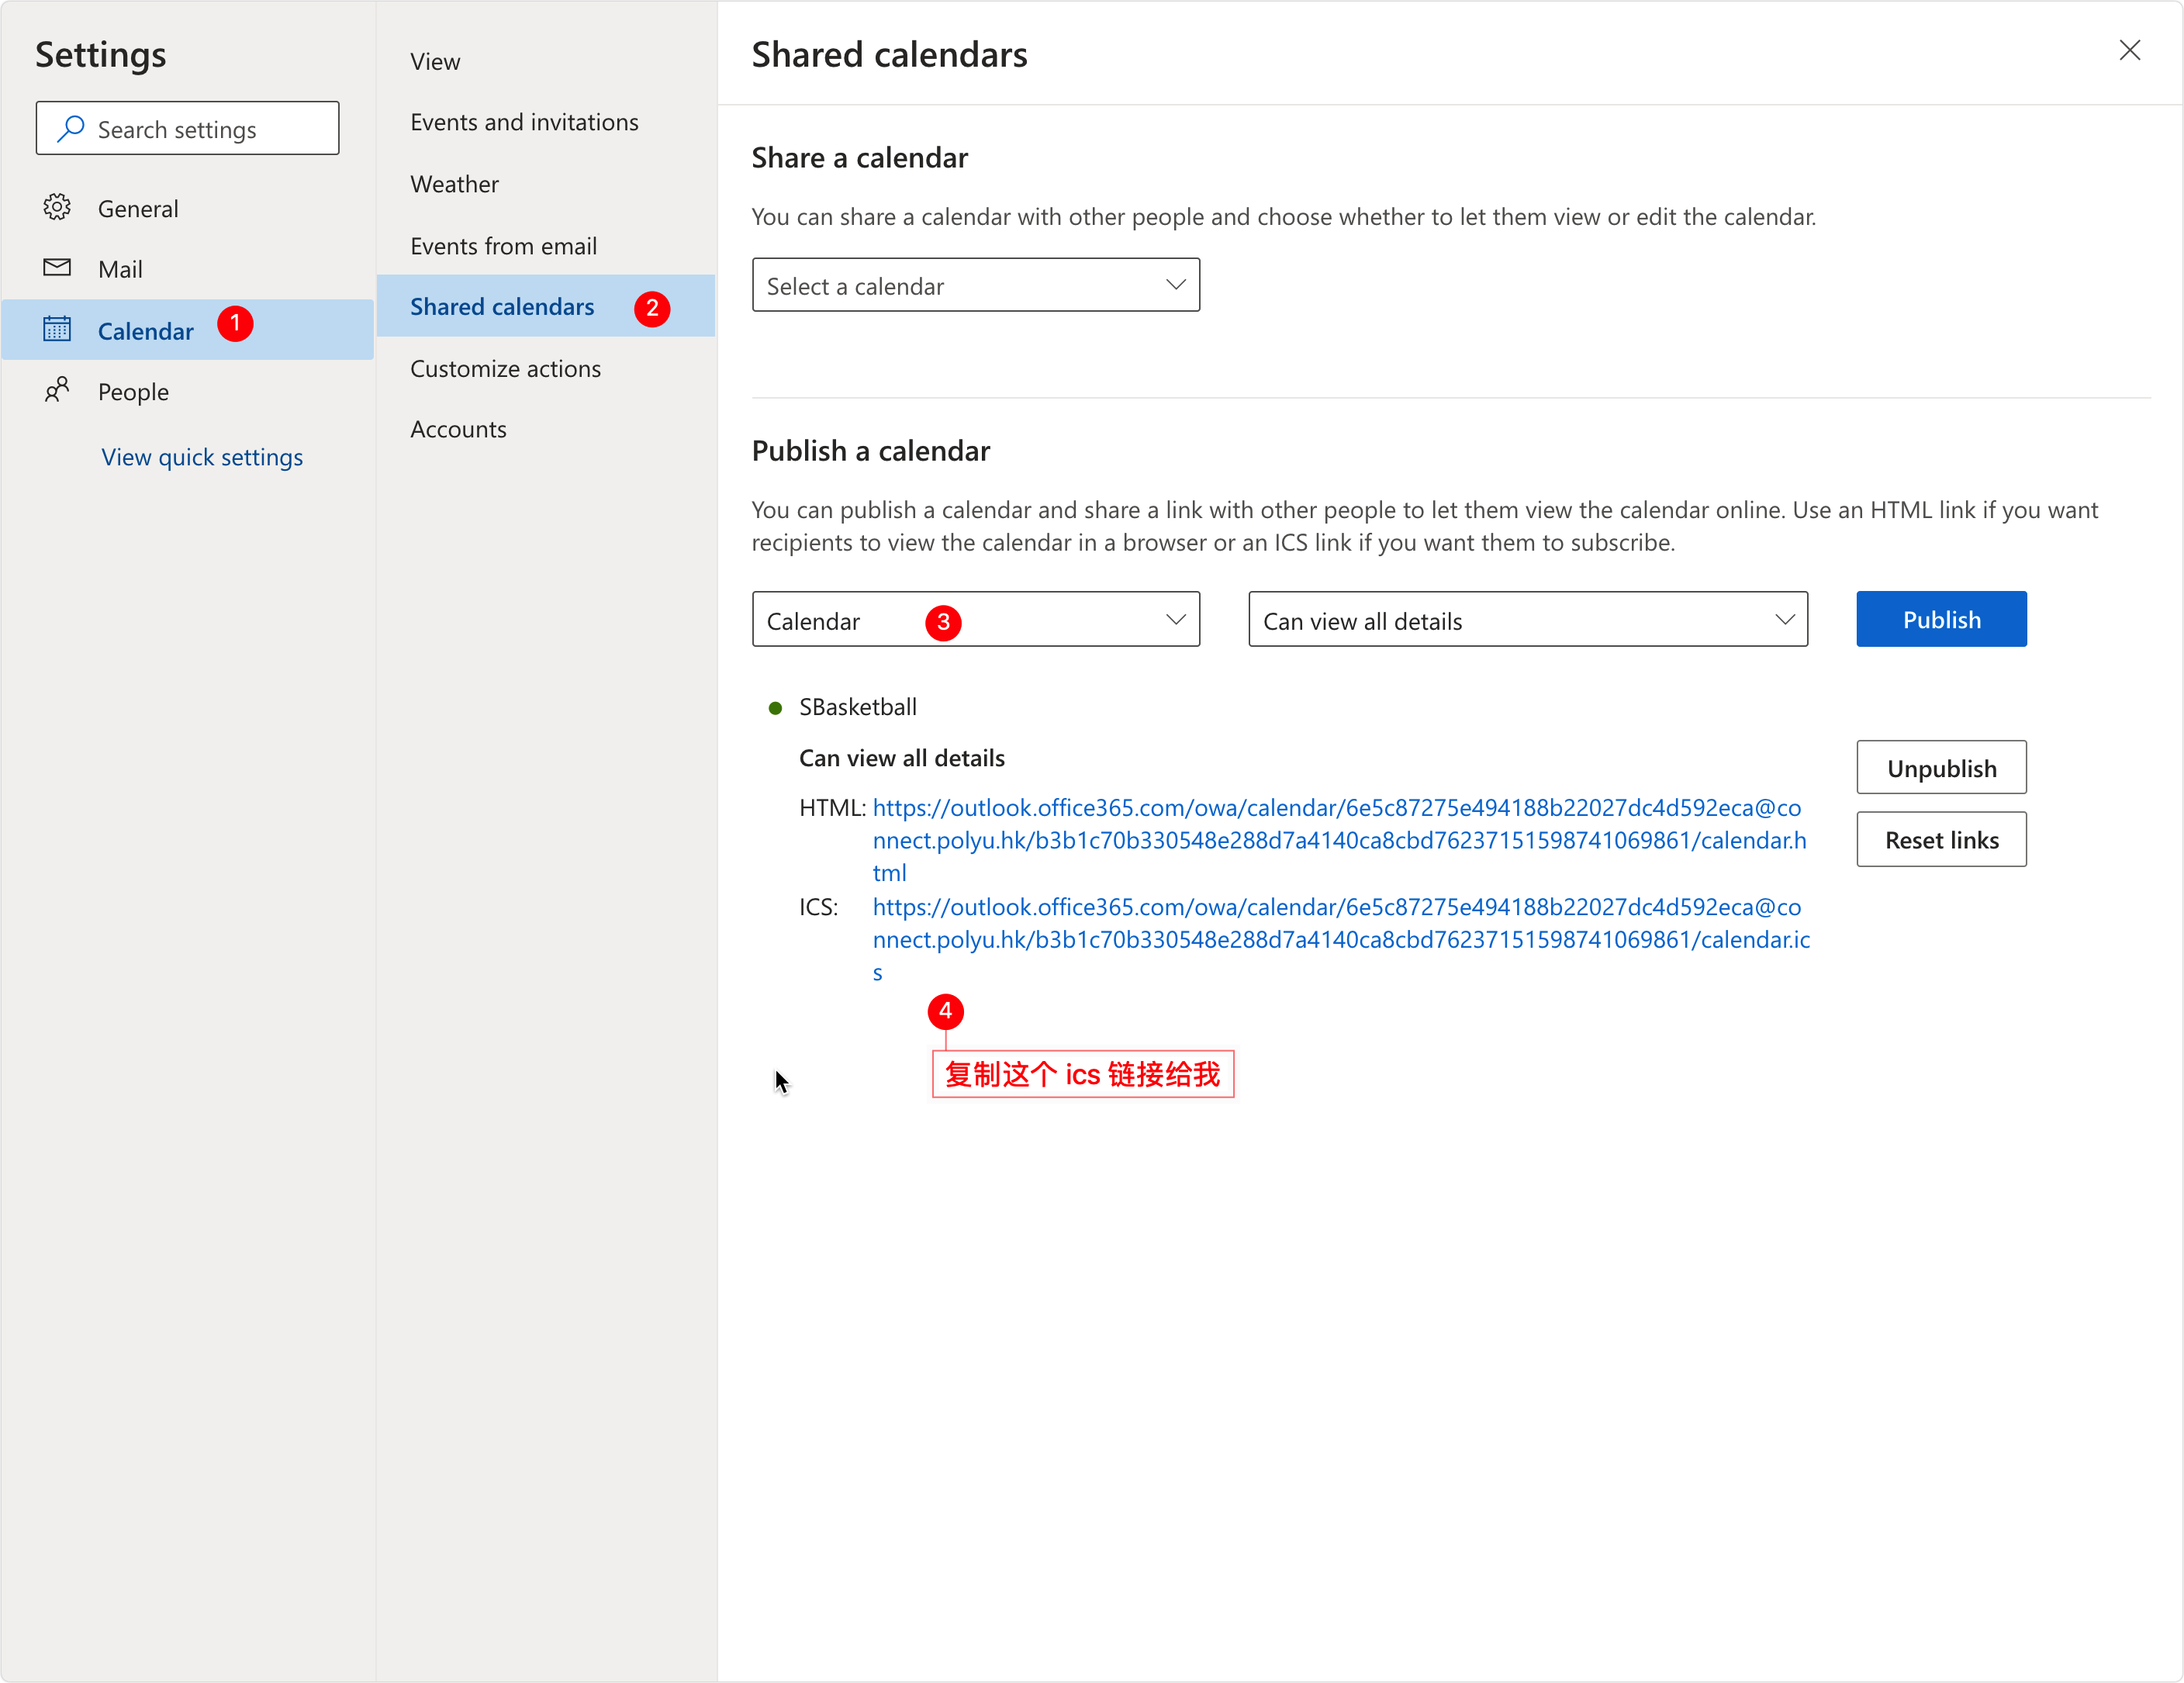 Settings
Search settings
General
Mail
Calendar 1
People
View quick settings
View
Events and invitations
Weather
Events from email
Shared calendars 2
Customize actions
Accounts
Shared calendars
Share a calendar
You can share a calendar with other people and choose whether to let them view or edit the calendar.
Select a calendar
Publish a calendar
You can publish a calendar and share a link with other people to let them view the calendar online. Use an HTML link if you want
recipients to view the calendar in a browser or an ICS link if you want them to subscribe.
Calendar 3
Can view all details
Publish
SBasketball
Can view all details
Unpublish
HTML: https://outlook.office365.com/owa/calendar/6e5c87275e494188b22027dc4d592eca@co
nnect.polyu.hk/b3b1c70b330548e288d7a4140ca8cbd76237151598741069861/calendar.h
tml
Reset links
ICS: https://outlook.office365.com/owa/calendar/6e5c87275e494188b22027dc4d592eca@co
nnect.polyu.hk/b3b1c70b330548e288d7a4140ca8cbd76237151598741069861/calendar.ic
s
4
复制这个 ics 链接给我